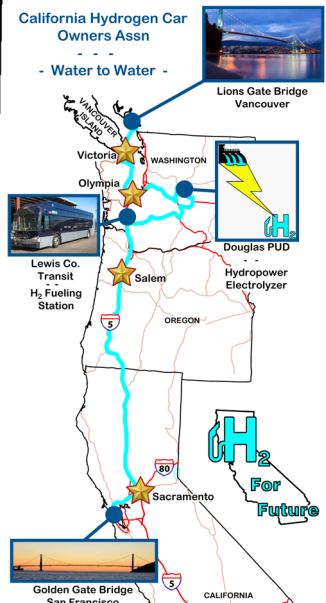 California Hydrogen Car
Owners Assn
- - -
- Water to Water -
Lions Gate Bridge
Vancouver
VANCOUVER
ISLAND
Victoria
WASHINGTON
Olympia
Douglas PUD
- -
Hydropower
Electrolyzer
H2
Lewis Co.
Transit
- -
H2 Fueling
Station
Salem
5
OREGON
H2
For
Future
80
Sacramento
5
Golden Gate Bridge
San Francisco
CALIFORNIA